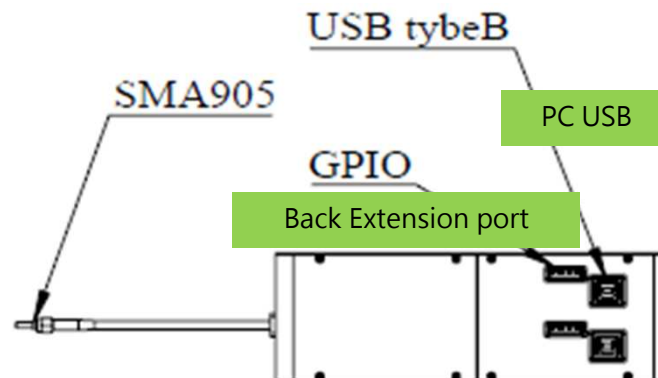 USB tybeB
SMA905
PC USB
GPIO
Back Extension port